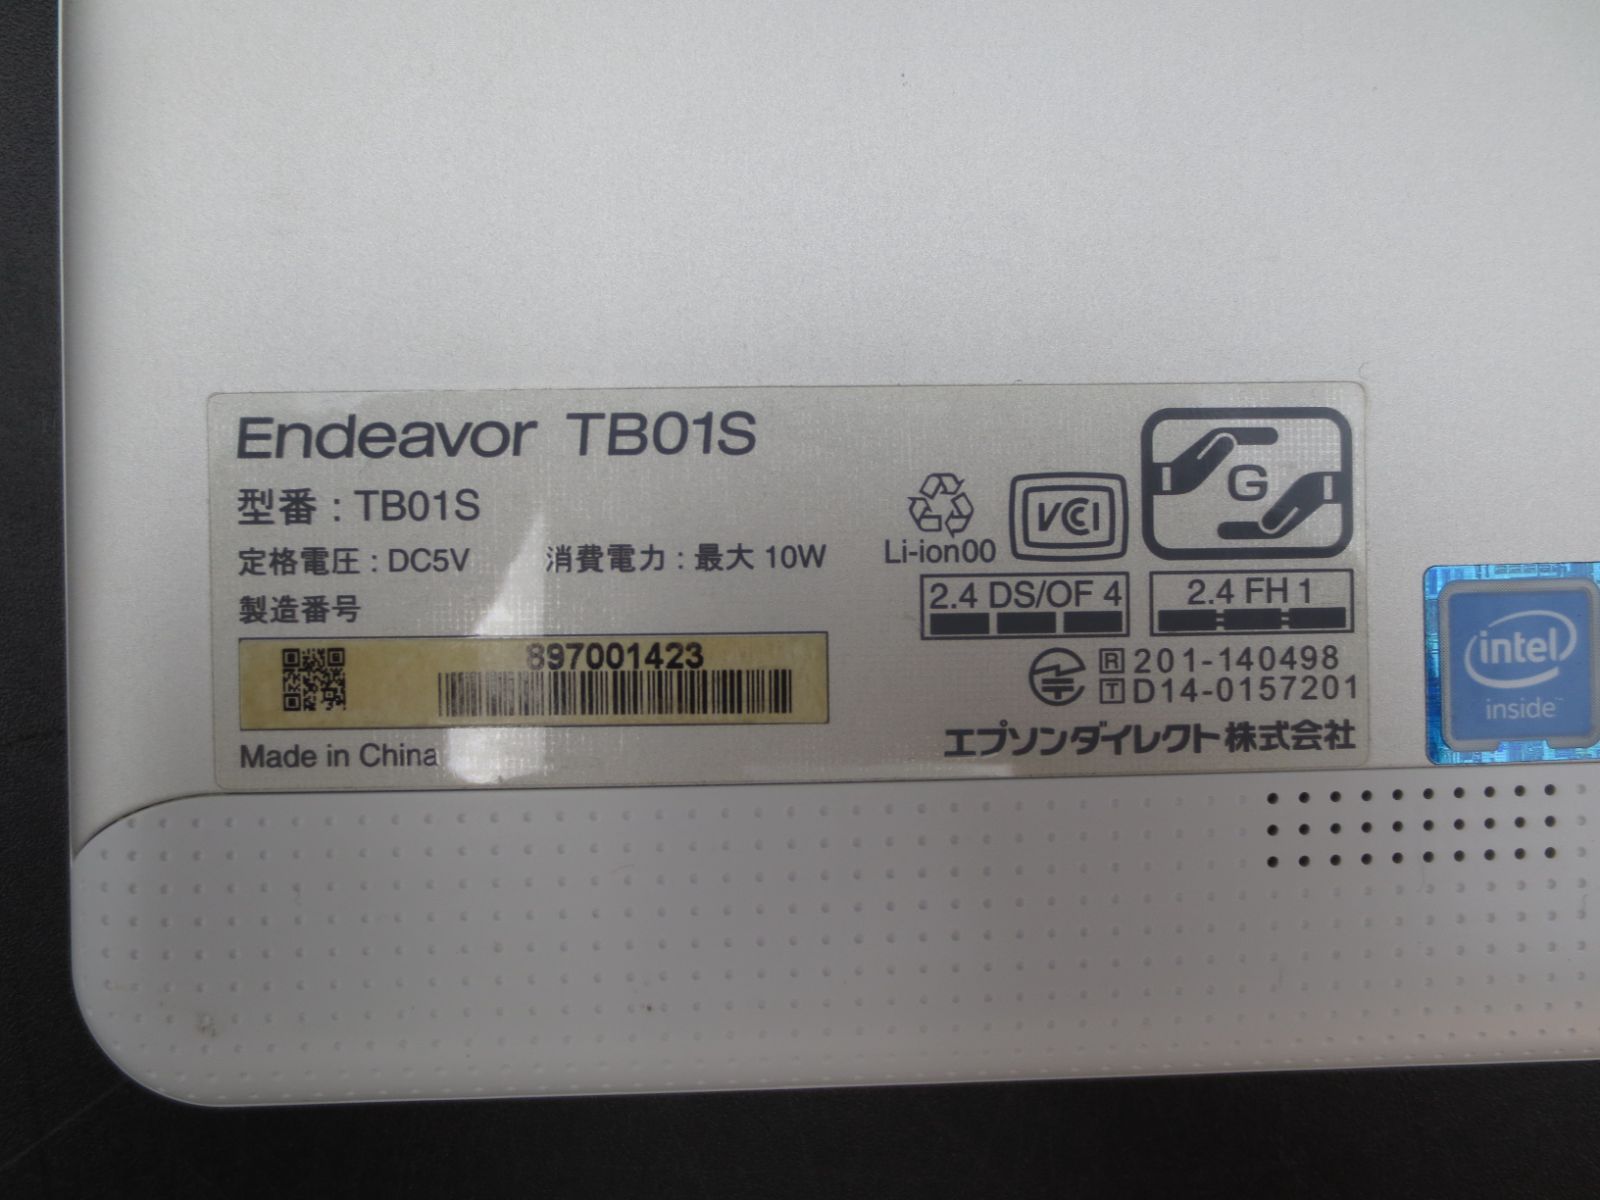 Endeavor TB01S
型番：TB01S
定格電圧：DC5V 消費電力：最大 10W
製造番号
897001423
Made in China
Li-ion00
VCCI
G
2.4 DS/OF 4
2.4 FH 1
R 201-140498
T D14-0157201
エプソンダイレクト株式会社
intel
inside™